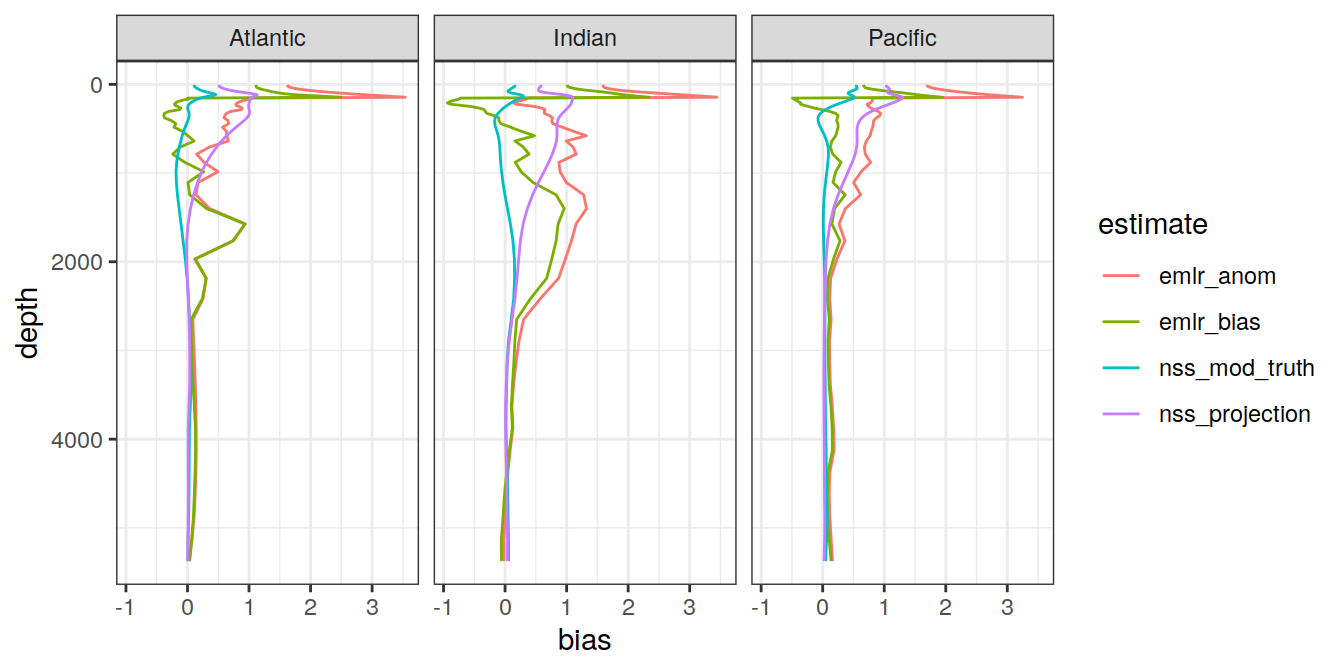 Atlantic
Indian
Pacific
0
2000
4000
depth
-1 0 1 2 3
-1 0 1 2 3
-1 0 1 2 3
bias
estimate
emlr_anom
emlr_bias
nss_mod_truth
nss_projection